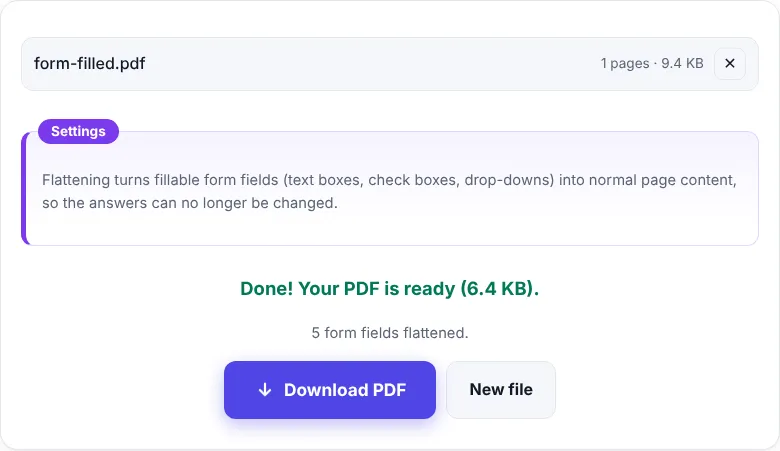 form-filled.pdf
1 pages · 9.4 KB ✕
Settings
Flattening turns fillable form fields (text boxes, check boxes, drop-downs) into normal page content,
so the answers can no longer be changed.
Done! Your PDF is ready (6.4 KB).
5 form fields flattened.
↓ Download PDF
New file